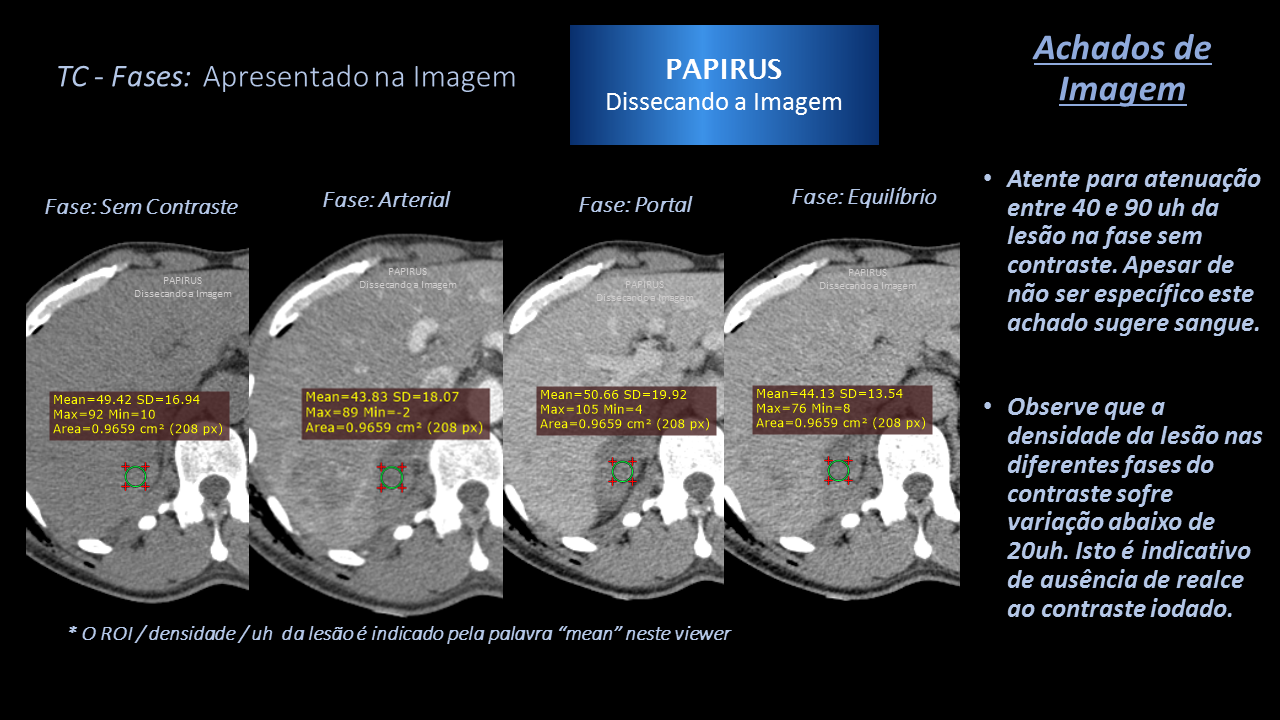 TC - Fases: Apresentado na Imagem
PAPIRUS
Dissecando a Imagem
Achados de
Imagem
Fase: Sem Contraste
Fase: Arterial
Fase: Portal
Fase: Equilíbrio
PAPIRUS
Dissecando a Imagem
PAPIRUS
Dissecando a Imagem
PAPIRUS
Dissecando a Imagem
PAPIRUS
Dissecando a Imagem
Mean=49.42 SD=16.94
Max=92 Min=10
Area=0.9659 cm² (208 px)
Mean=43.83 SD=18.07
Max=89 Min=-2
Area=0.9659 cm² (208 px)
Mean=50.66 SD=19.92
Max=105 Min=4
Area=0.9659 cm² (208 px)
Mean=44.13 SD=13.54
Max=76 Min=8
Area=0.9659 cm² (208 px)
* O ROI / densidade / uh da lesão é indicado pela palavra “mean” neste viewer
• Atente para atenuação
entre 40 e 90 uh da
lesão na fase sem
contraste. Apesar de
não ser específico este
achado sugere sangue.
• Observe que a
densidade da lesão nas
diferentes fases do
contraste sofre
variação abaixo de
20uh. Isto é indicativo
de ausência de realce
ao contraste iodado.